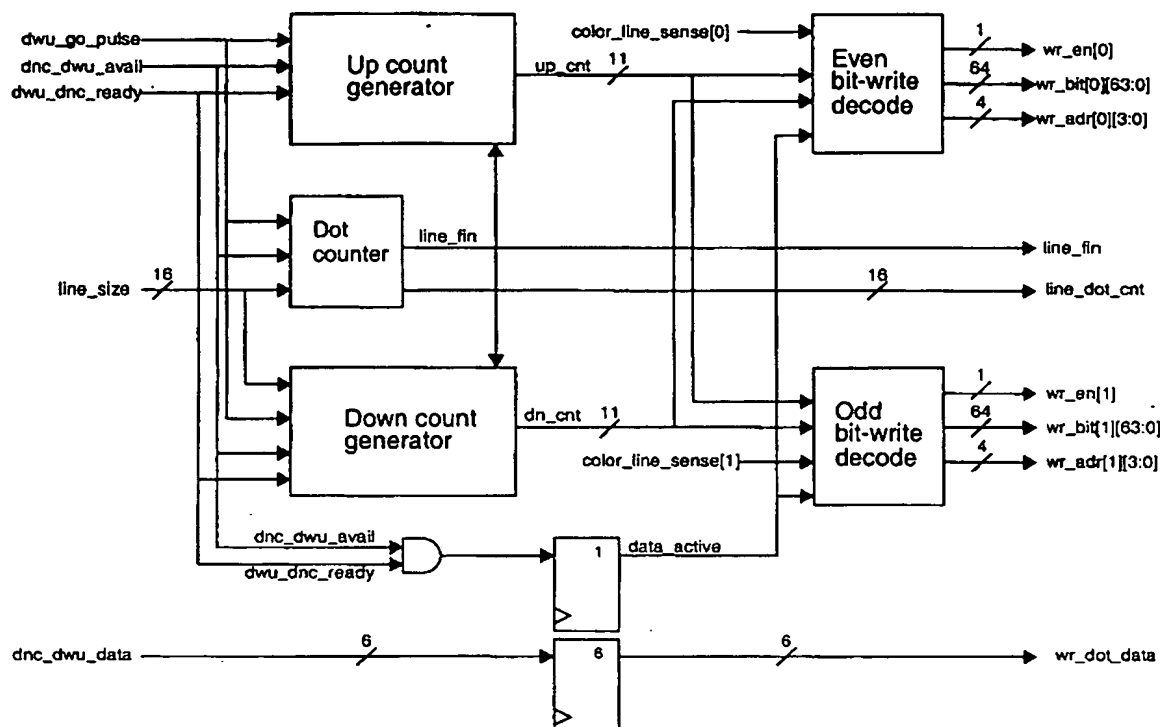 dwu_go_pulse
dnc_dwu_avail
dwu_dnc_ready
Up count
generator
up_cnt
11
color_line_sense[0]
Even
bit-write
decode
1
wr_en[0]
64
wr_bit[0][63:0]
4
wr_adr[0][3:0]
Dot
counter
line_fin
line_fin
line_size
16
16
line_dot_cnt
Down count
generator
dn_cnt
11
color_line_sense[1]
Odd
bit-write
decode
1
wr_en[1]
64
wr_bit[1][63:0]
4
wr_adr[1][3:0]
dnc_dwu_avail
dwu_dnc_ready
1
data_active
dnc_dwu_data
6
6
6
wr_dot_data